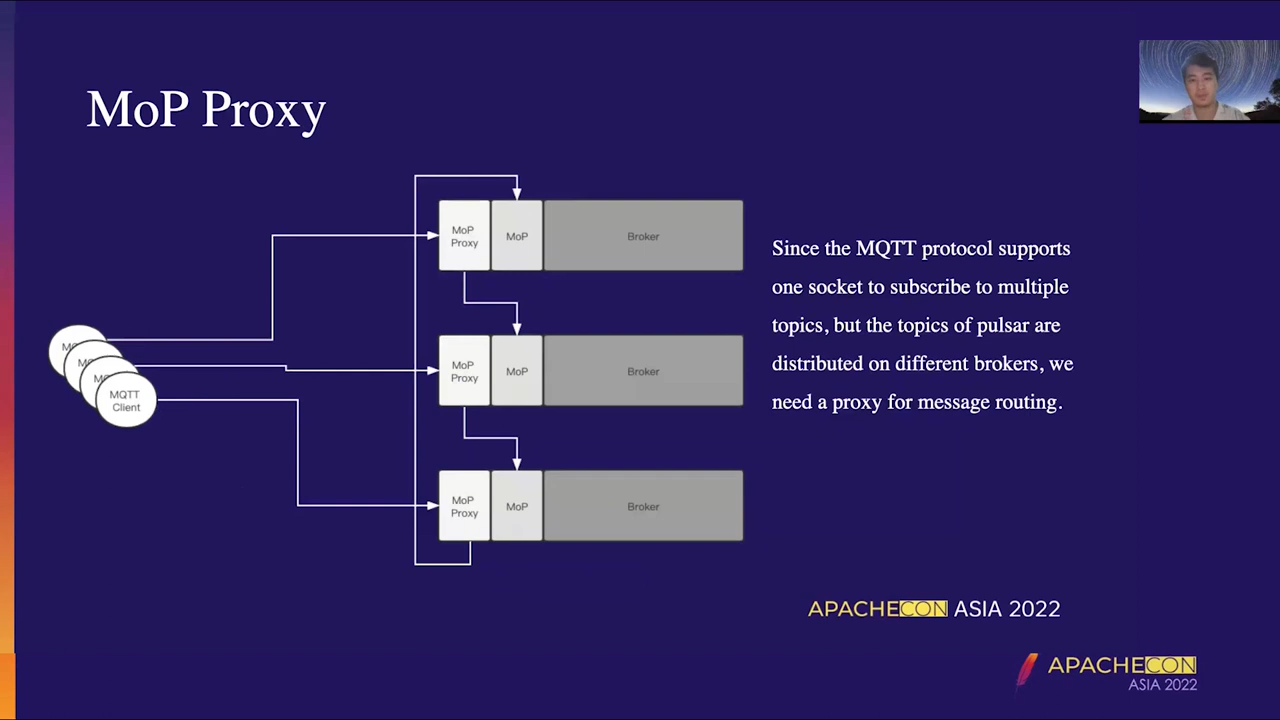 MoP Proxy
MoP
Proxy
MoP
Broker
Since the MQTT protocol supports
one socket to subscribe to multiple
topics, but the topics of pulsar are
distributed on different brokers, we
need a proxy for message routing.
MoP
Proxy
MoP
Broker
MQTT
Client
MoP
Proxy
MoP
Broker
APACHECON ASIA 2022
APACHECON
ASIA 2022